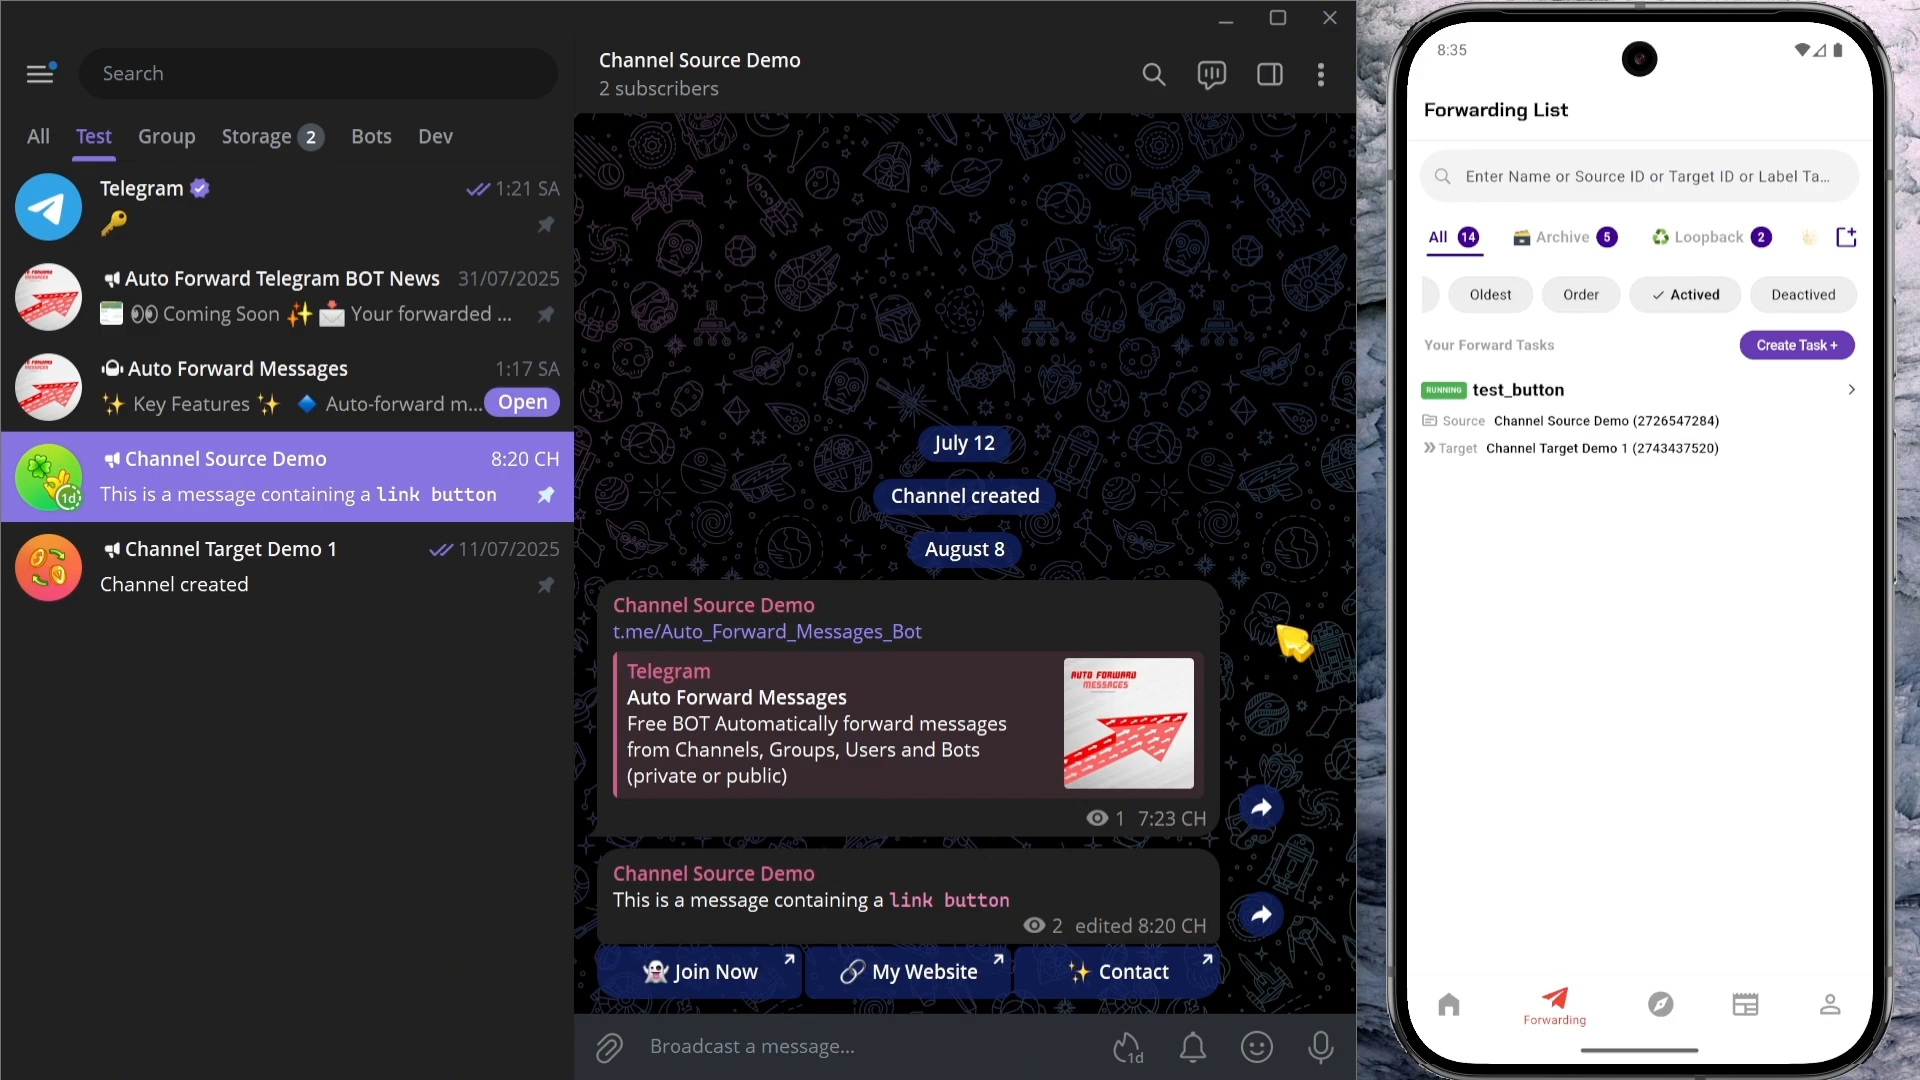 Search
All Test Group Storage 2 Bots Dev
Telegram 1:21 SA
Auto Forward Telegram BOT News 31/07/2025
Coming Soon Your forwarded ...
Auto Forward Messages 1:17 SA
Key Features Auto-forward m... Open
Channel Source Demo 8:20 CH
1d
This is a message containing a link button
Channel Target Demo 1 11/07/2025
Channel created
Channel Source Demo
2 subscribers
July 12
Channel created
August 8
Channel Source Demo
t.me/Auto_Forward_Messages_Bot
Telegram
Auto Forward Messages
Free BOT Automatically forward messages
from Channels, Groups, Users and Bots
(private or public)
AUTO FORWARD
MESSAGES
1 7:23 CH
Channel Source Demo
This is a message containing a link button
2 edited 8:20 CH
Join Now My Website Contact
Broadcast a message...
1d
8:35
Forwarding List
Enter Name or Source ID or Target ID or Label Ta...
All 14 Archive 5 Loopback 2
Oldest Order Actived Deactived
Your Forward Tasks Create Task +
RUNNING test_button
Source Channel Source Demo (2726547284)
Target Channel Target Demo 1 (2743437520)
Forwarding